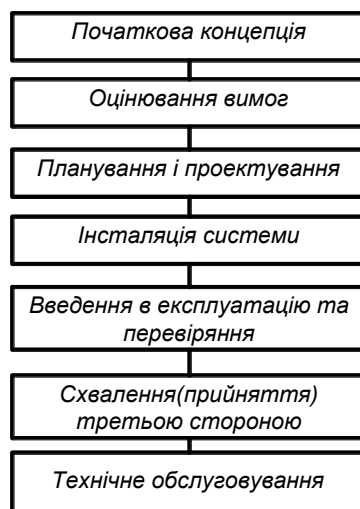 Початкова концепція
Оцінювання вимог
Планування і проектування
Інсталяція системи
Введення в експлуатацію та
перевіряння
Схвалення(прийняття)
третьою стороною
Технічне обслуговування